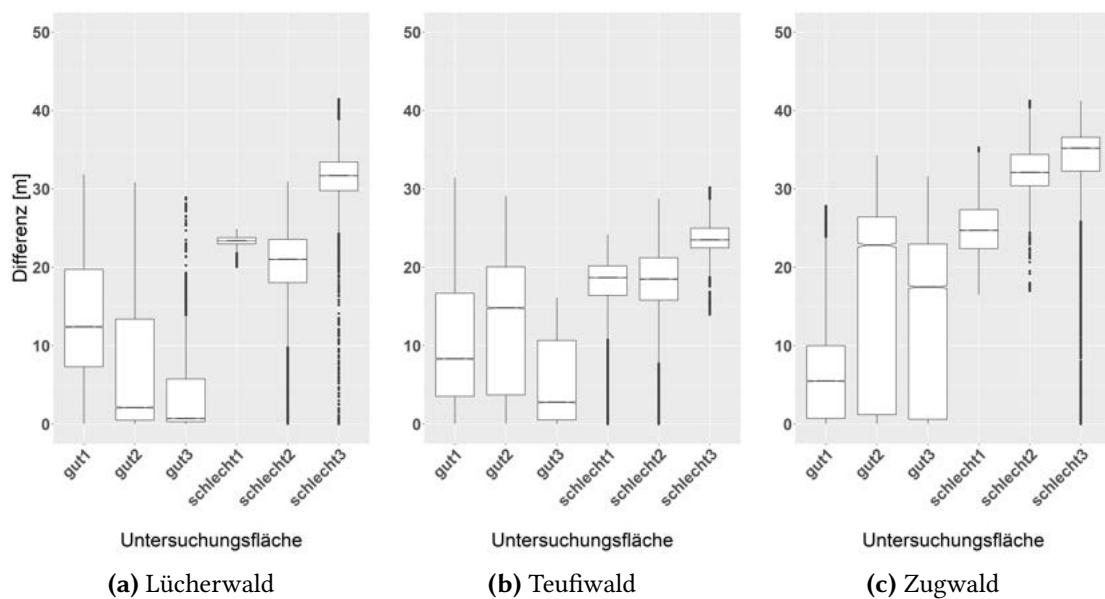 Differenz [m]
50
40
30
20
10
0
gut1
gut2
gut3
schlecht1
schlecht2
schlecht3
Untersuchungsfläche
(a) Lücherwald
50
40
30
20
10
0
gut1
gut2
gut3
schlecht1
schlecht2
schlecht3
Untersuchungsfläche
(b) Teufiwald
50
40
30
20
10
0
gut1
gut2
gut3
schlecht1
schlecht2
schlecht3
Untersuchungsfläche
(c) Zugwald